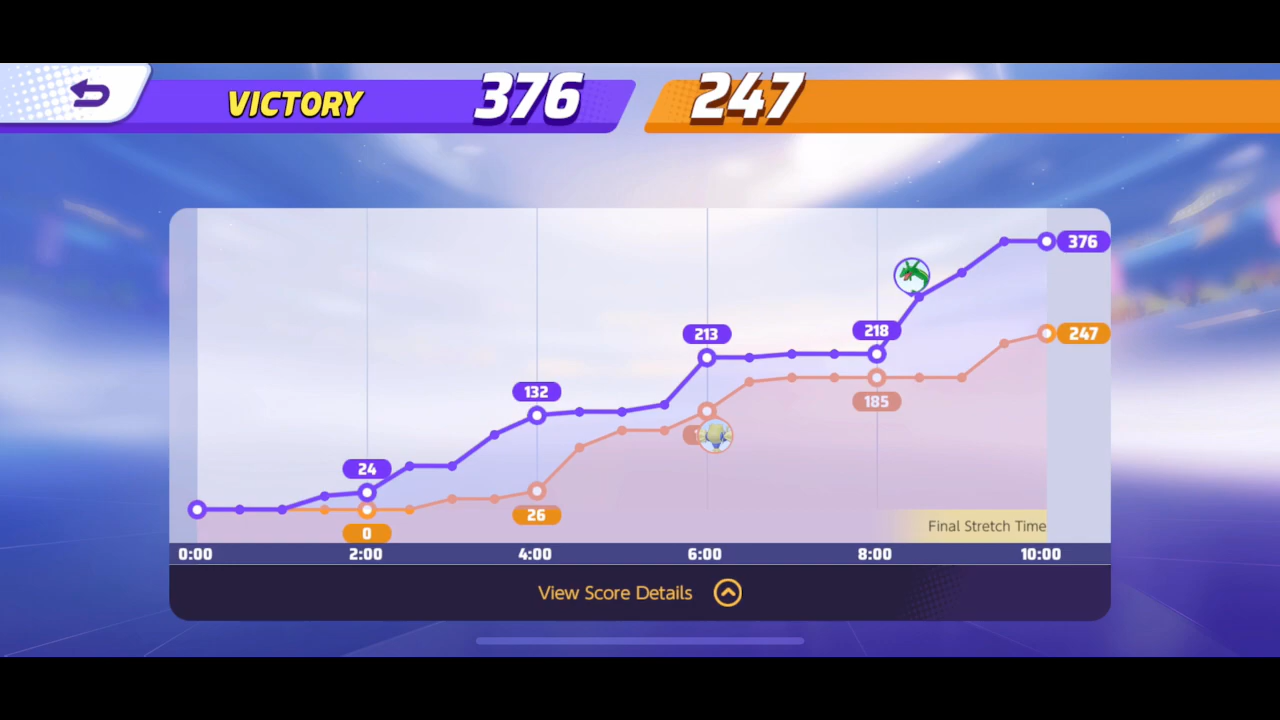 VICTORY 376 247
376
213 218 247
132
24 185
26
0 Final Stretch Time
0:00 2:00 4:00 6:00 8:00 10:00
View Score Details